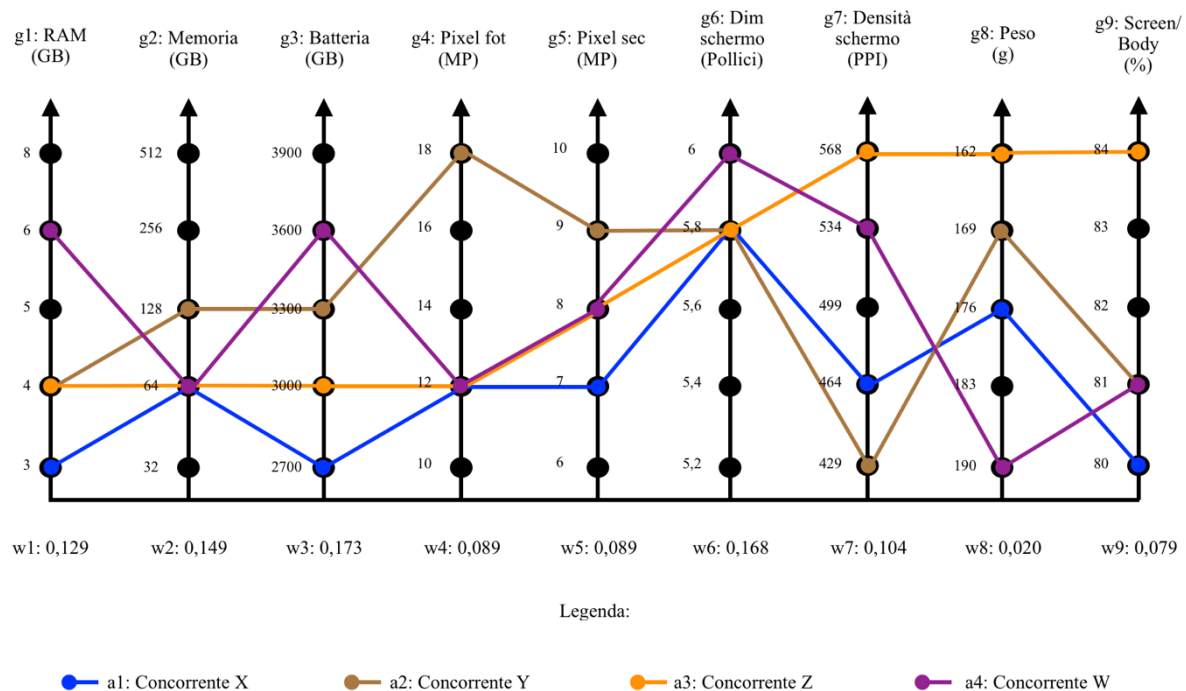 g1: RAM
(GB)
g2: Memoria
(GB)
g3: Batteria
(GB)
g4: Pixel fot
(MP)
g5: Pixel sec
(MP)
g6: Dim
schermo
(Pollici)
g7: Densità
schermo
(PPI)
g8: Peso
(g)
g9: Screen/
Body
(%)
8 512 3900 18 10 6 568 162 84
6 256 3600 16 9 5,8 534 169 83
5 128 3300 14 8 5,6 499 176 82
4 64 3000 12 7 5,4 464 183 81
3 32 2700 10 6 5,2 429 190 80
w1: 0,129 w2: 0,149 w3: 0,173 w4: 0,089 w5: 0,089 w6: 0,168 w7: 0,104 w8: 0,020 w9: 0,079
Legenda:
a1: Concorrente X a2: Concorrente Y a3: Concorrente Z a4: Concorrente W